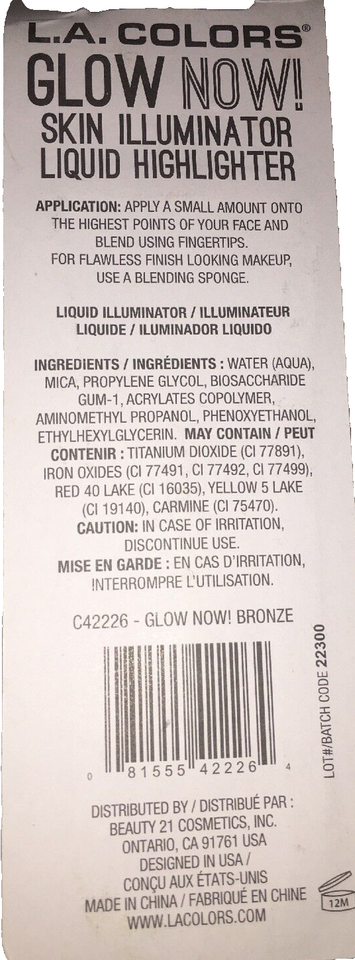 L.A. COLORS®
GLOW NOW!
SKIN ILLUMINATOR
LIQUID HIGHLIGHTER
APPLICATION: APPLY A SMALL AMOUNT ONTO
THE HIGHEST POINTS OF YOUR FACE AND
BLEND USING FINGERTIPS.
FOR FLAWLESS FINISH LOOKING MAKEUP,
USE A BLENDING SPONGE.
LIQUID ILLUMINATOR / ILLUMINATEUR
LIQUIDE / ILUMINADOR LIQUIDO
INGREDIENTS / INGRÉDIENTS : WATER (AQUA),
MICA, PROPYLENE GLYCOL, BIOSACCHARIDE
GUM-1, ACRYLATES COPOLYMER,
AMINOMETHYL PROPANOL, PHENOXYETHANOL,
ETHYLHEXYLGLYCERIN. MAY CONTAIN / PEUT
CONTENIR : TITANIUM DIOXIDE (CI 77891),
IRON OXIDES (CI 77491, CI 77492, CI 77499),
RED 40 LAKE (CI 16035), YELLOW 5 LAKE
(CI 19140), CARMINE (CI 75470).
CAUTION: IN CASE OF IRRITATION,
DISCONTINUE USE.
MISE EN GARDE : EN CAS D'IRRITATION,
INTERROMPRE L'UTILISATION.
C42226 - GLOW NOW! BRONZE
0 81555 42226 4
LOT#/BATCH CODE 22300
DISTRIBUTED BY / DISTRIBUÉ PAR :
BEAUTY 21 COSMETICS, INC.
ONTARIO, CA 91761 USA
DESIGNED IN USA /
CONÇU AUX ÉTATS-UNIS
MADE IN CHINA / FABRIQUÉ EN CHINE
WWW.LACOLORS.COM
12M